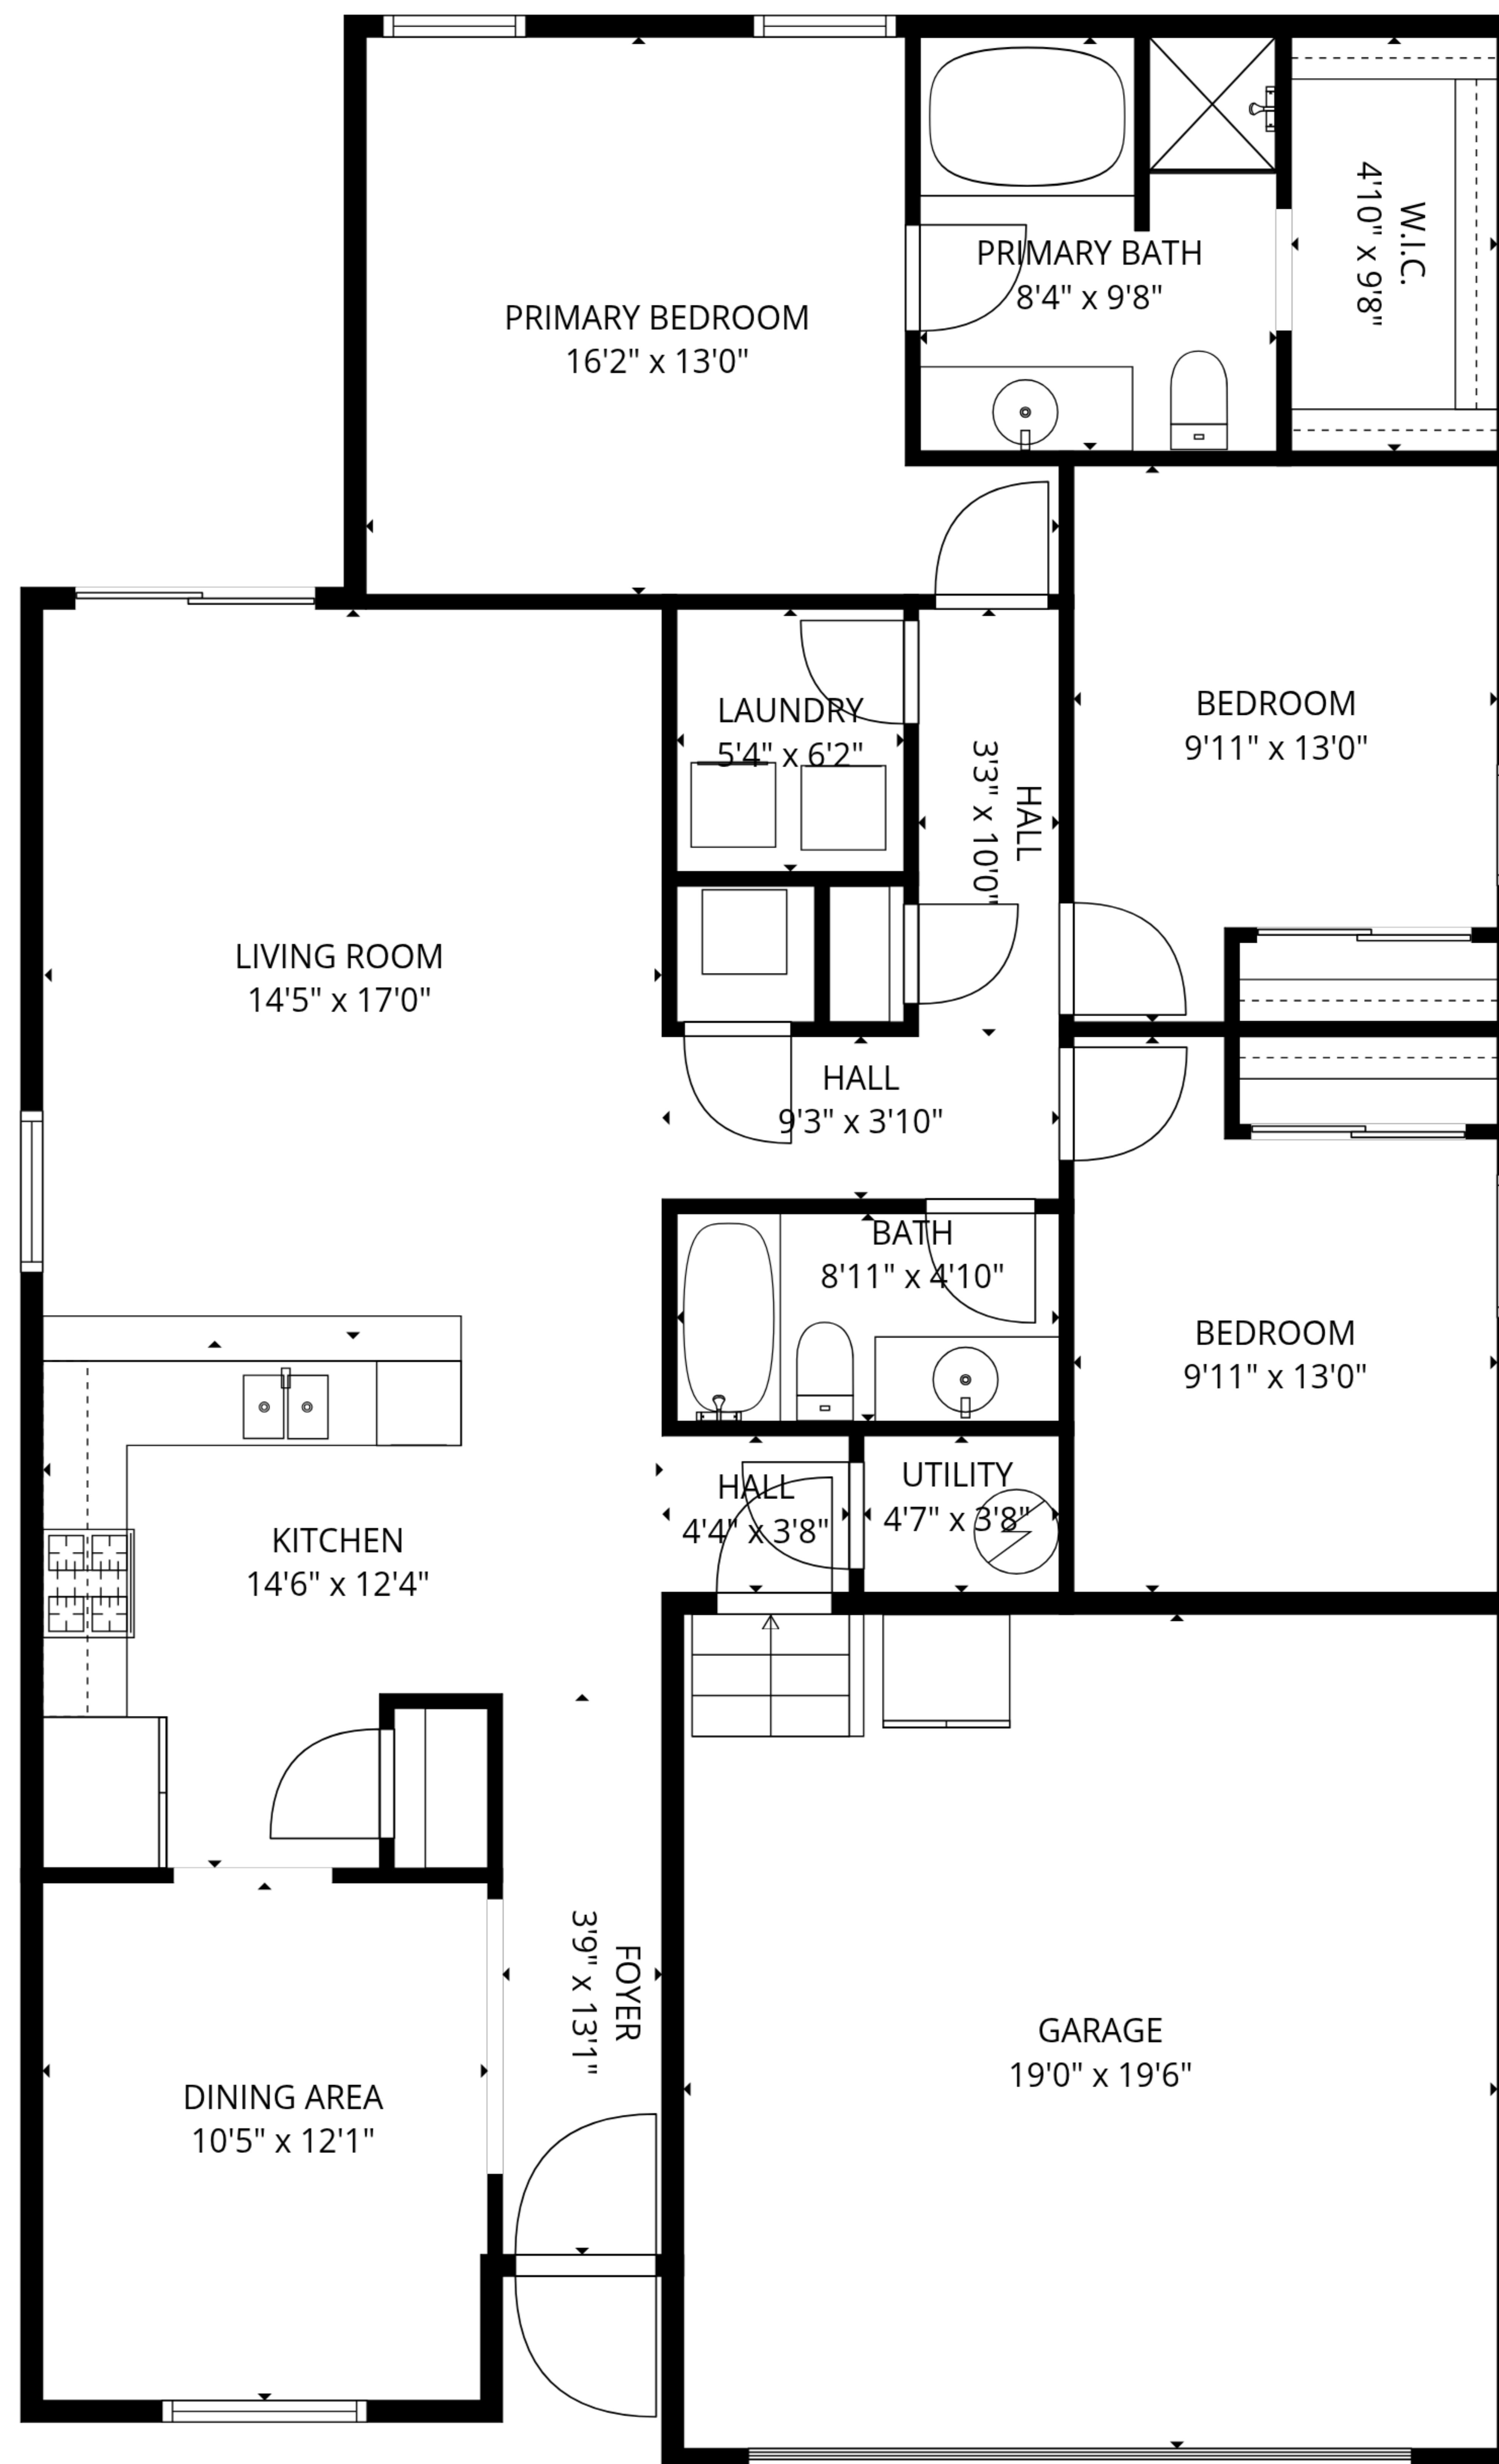 PRIMARY BEDROOM
16'2" x 13'0"
PRIMARY BATH
8'4" x 9'8"
W.I.C.
4'10" x 9'8"
BEDROOM
9'11" x 13'0"
LAUNDRY
5'4" x 6'2"
HALL
3'3" x 10'0"
LIVING ROOM
14'5" x 17'0"
HALL
9'3" x 3'10"
BATH
8'11" x 4'10"
BEDROOM
9'11" x 13'0"
HALL
4'4" x 3'8"
UTILITY
4'7" x 3'8"
KITCHEN
14'6" x 12'4"
FOYER
3'9" x 13'1"
GARAGE
19'0" x 19'6"
DINING AREA
10'5" x 12'1"